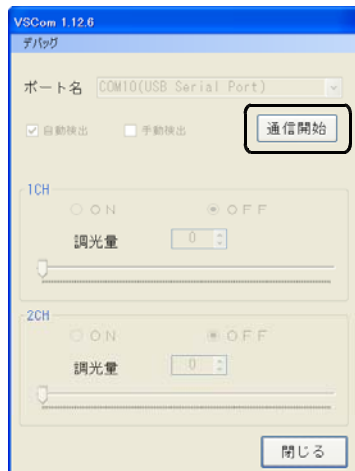 VSCom 1.12.6
デバッグ
ポート名 COM10(USB Serial Port)
自動検出 手動検出 通信開始
1CH
ON OFF
調光量 0
2CH
ON OFF
調光量 0
閉じる